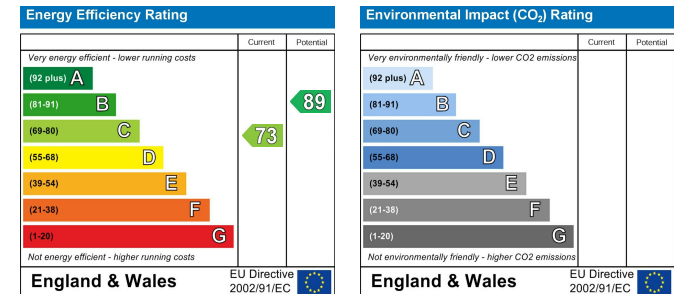 Energy Efficiency Rating
Current Potential
Very energy efficient - lower running costs
(92 plus) A
(81-91) B
89
(69-80) C
73
(55-68) D
(39-54) E
(21-38) F
(1-20) G
Not energy efficient - higher running costs
England & Wales
EU Directive
2002/91/EC
Environmental Impact (CO₂) Rating
Current Potential
Very environmentally friendly - lower CO2 emissions
(92 plus) A
(81-91) B
(69-80) C
(55-68) D
(39-54) E
(21-38) F
(1-20) G
Not environmentally friendly - higher CO2 emissions
England & Wales
EU Directive
2002/91/EC